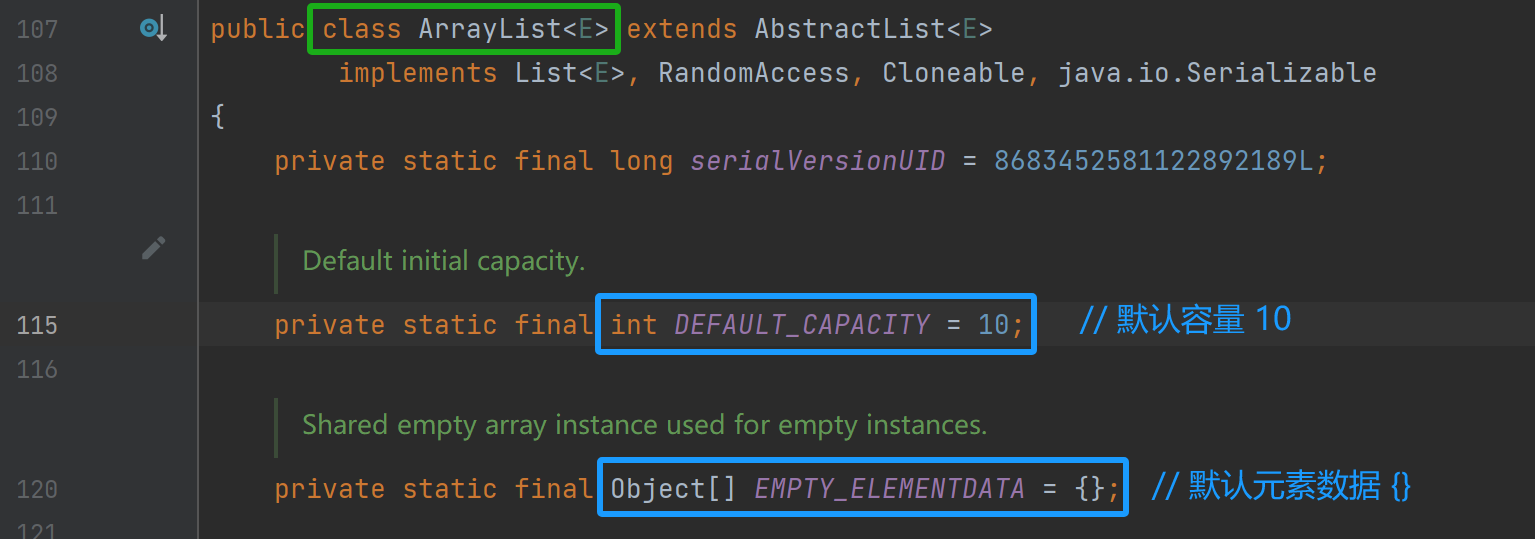 107 public class ArrayList<E> extends AbstractList<E>
108 implements List<E>, RandomAccess, Cloneable, java.io.Serializable
109 {
110 private static final long serialVersionUID = 8683452581122892189L;
111
Default initial capacity.
115 private static final int DEFAULT_CAPACITY = 10; // 默认容量 10
116
Shared empty array instance used for empty instances.
120 private static final Object[] EMPTY_ELEMENTDATA = {}; // 默认元素数据 {}
121